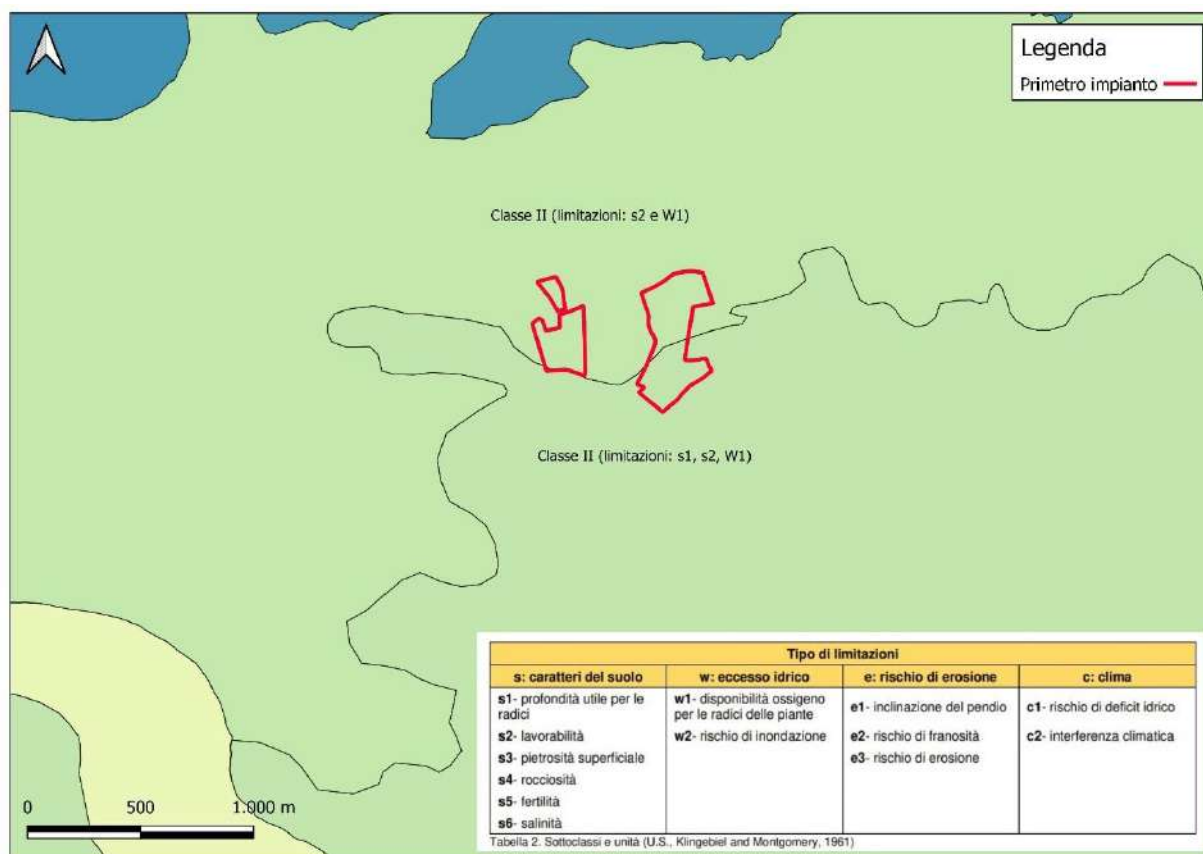 Legenda
Primetro impianto
Classe II (limitazioni: s2 e W1)
Classe II (limitazioni: s1, s2, W1)
0 500 1.000 m
Tipo di limitazioni
s: caratteri del suolo
w: eccesso idrico
e: rischio di erosione
c: clima
s1- profondità utile per le
radici
s2- lavorabilità
s3- pietrosità superficiale
s4- rocciosità
s5- fertilità
s6- salinità
w1- disponibilità ossigeno
per le radici delle piante
w2- rischio di inondazione
e1- inclinazione del pendio
e2- rischio di franosità
e3- rischio di erosione
c1- rischio di deficit idrico
c2- interferenza climatica
Tabella 2. Sottoclassi e unità (U.S., Klingebiel and Montgomery, 1961)